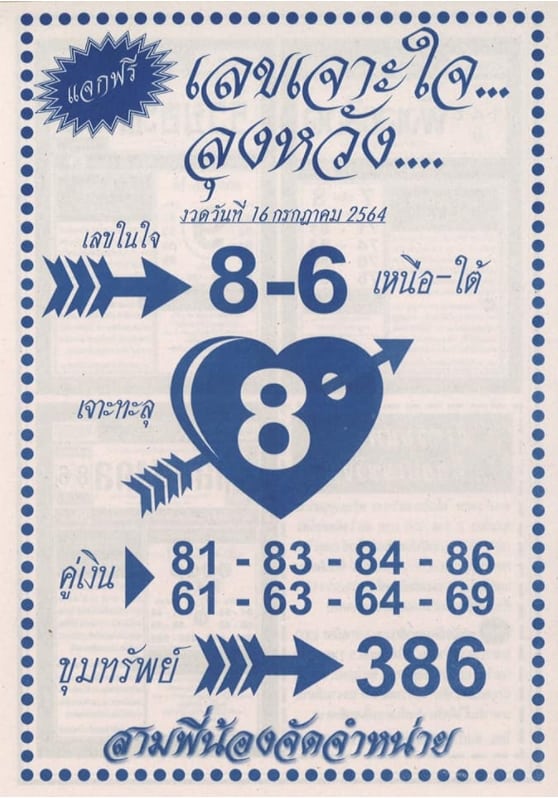 แจกฟรี
เลขเจาะใจ...
ลุงหวัง....
งวดวันที่ 16 กรกฎาคม 2564
เลขในใจ
8-6 เหนือ-ใต้
เจาะทะลุ
8
คู่เงิน
81 - 83 - 84 - 86
61 - 63 - 64 - 69
ขุมทรัพย์ 386
สามพี่น้องจัดจำหน่าย